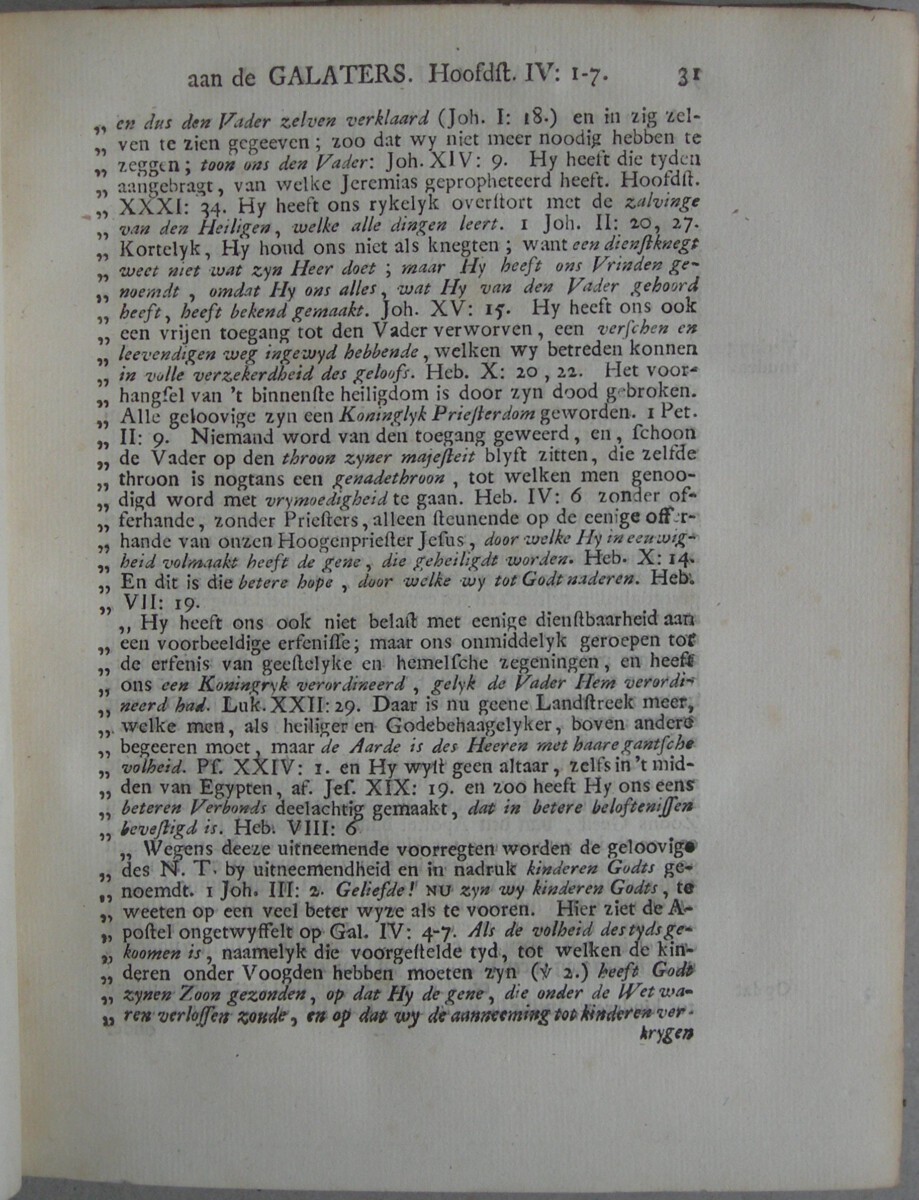 aan de GALATERS. Hoofdſt. IV: 1-7. 31
„ en dus den Vader zelven verklaard (Joh. I: 18.) en in zig zel-
„ ven te zien gegeeven; zoo dat wy niet meer noodig hebben te
„ zeggen; toon ons den Vader: Joh. XIV: 9. Hy heeft die tyden
„ aangebragt, van welke Jeremias gepropheteerd heeft. Hoofdſt.
„ XXXI: 34. Hy heeft ons rykelyk overſtort met de zalvinge
„ van den Heiligen, welke alle dingen leert. 1 Joh. II: 20, 27.
„ Kortelyk, Hy houd ons niet als knegten; want een dienſtknegt
„ weet niet wat zyn Heer doet; maar Hy heeft ons Vrinden ge-
„ noemdt, omdat Hy ons alles, wat Hy van den Vader gehoord
„ heeft, heeft bekend gemaakt. Joh. XV: 15. Hy heeft ons ook
„ een vrijen toegang tot den Vader verworven, een verſchen en
„ leevendigen weg ingewyd hebbende, welken wy betreden konnen
„ in volle verzekerdheid des geloofs. Heb. X: 20, 22. Het voor-
„ hangſel van 't binnenſte heiligdom is door zyn dood gebroken.
„ Alle geloovige zyn een Koninglyk Prieſterdom geworden. 1 Pet.
„ II: 9. Niemand word van den toegang geweerd, en, ſchoon
„ de Vader op den throon zyner majeſteit blyft zitten, die zelfde
„ throon is nogtans een genadethroon, tot welken men genoo-
„ digd word met vrymoedigheid te gaan. Heb. IV: 6 zonder of-
„ ferhande, zonder Prieſters, alleen ſteunende op de eenige offer-
„ hande van onzen Hoogenprieſter Jeſus, door welke Hy in eeuwig-
„ heid volmaakt heeft de gene, die geheiligdt worden. Heb. X: 14.
„ En dit is die betere hope, door welke wy tot Godt naderen. Heb.
„ VII: 19.
„ Hy heeft ons ook niet belaſt met eenige dienſtbaarheid aan
„ een voorbeeldige erfeniſſe; maar ons onmiddelyk geroepen tot
„ de erfenis van geeſtelyke en hemelſche zegeningen, en heeft
„ ons een Koningryk verordineerd, gelyk de Vader Hem verordi-
„ neerd had. Luk. XXII: 29. Daar is nu geene Landſtreek meer,
„ welke men, als heiliger en Godebehaagelyker, boven andere
„ begeeren moet, maar de Aarde is des Heeren met haare gantſche
„ volheid. Pſ. XXIV: 1. en Hy wyſt geen altaar, zelfs in 't mid-
„ den van Egypten, af. Jeſ. XIX: 19. en zoo heeft Hy ons eens
„ beteren Verbonds deelachtig gemaakt, dat in betere belofteniſſen
„ beveſtigd is. Heb. VIII: 6
„ Wegens deeze uitneemende voorregten worden de geloovige
„ des N. T. by uitneemendheid en in nadruk kinderen Godts ge-
„ noemdt. 1 Joh. III: 2. Geliefde! NU zyn wy kinderen Godts, te
„ weeten op een veel beter wyze als te vooren. Hier ziet de A-
„ poſtel ongetwyffelt op Gal. IV: 4-7. Als de volheid des tyds ge-
„ koomen is, naamelyk die voorgeſtelde tyd, tot welken de kin-
„ deren onder Voogden hebben moeten zyn (℣ 2.) heeft Godt
„ zynen Zoon gezonden, op dat Hy de gene, die onder de Wet wa-
„ ren verloſſen zoude, en op dat wy de aanneeming tot kinderen ver-
krygen